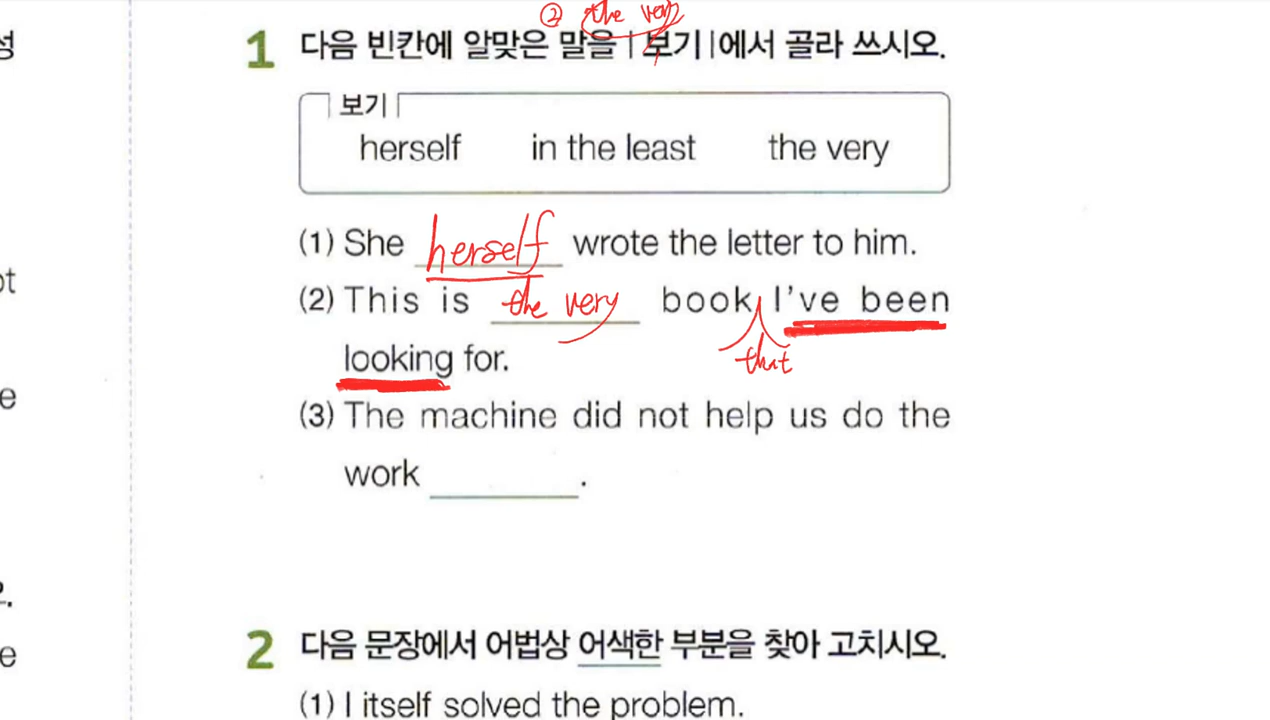 ② the very
성
1 다음 빈칸에 알맞은 말을 |보기|에서 골라 쓰시오.
보기
herself in the least the very
(1) She herself wrote the letter to him.
(2) This is the very book I've been
that
looking for.
(3) The machine did not help us do the
work ________.
ot
e
오.
e
2 다음 문장에서 어법상 어색한 부분을 찾아 고치시오.
(1) I itself solved the problem.